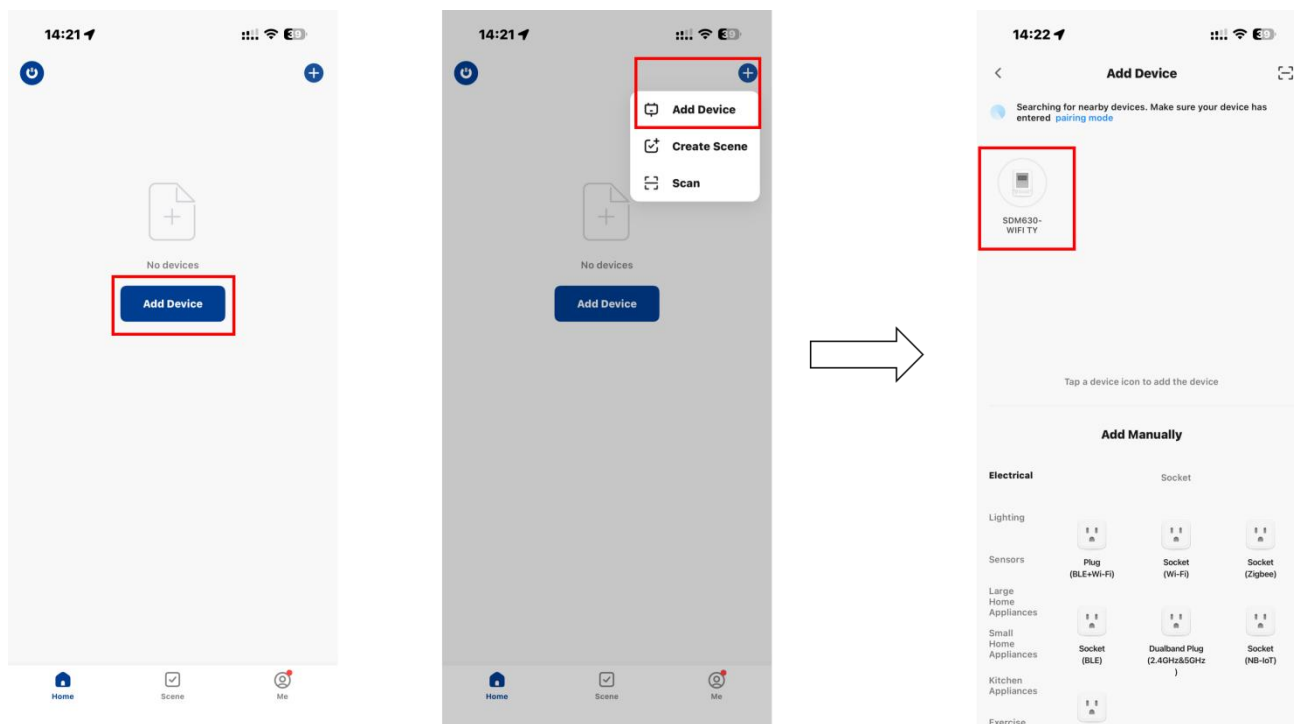 14:21
39
No devices
Add Device
Home
Scene
Me
14:21
39
Add Device
Create Scene
Scan
No devices
Add Device
Home
Scene
Me
14:22
39
Add Device
Searching for nearby devices. Make sure your device has
entered pairing mode
SDM630-
WIFI TY
Tap a device icon to add the device
Add Manually
Electrical
Socket
Lighting
Sensors
Plug
(BLE+Wi-Fi)
Socket
(Wi-Fi)
Socket
(Zigbee)
Large
Home
Appliances
Small
Home
Appliances
Socket
(BLE)
Dualband Plug
(2.4GHz&5GHz
)
Socket
(NB-IoT)
Kitchen
Appliances
Exercise